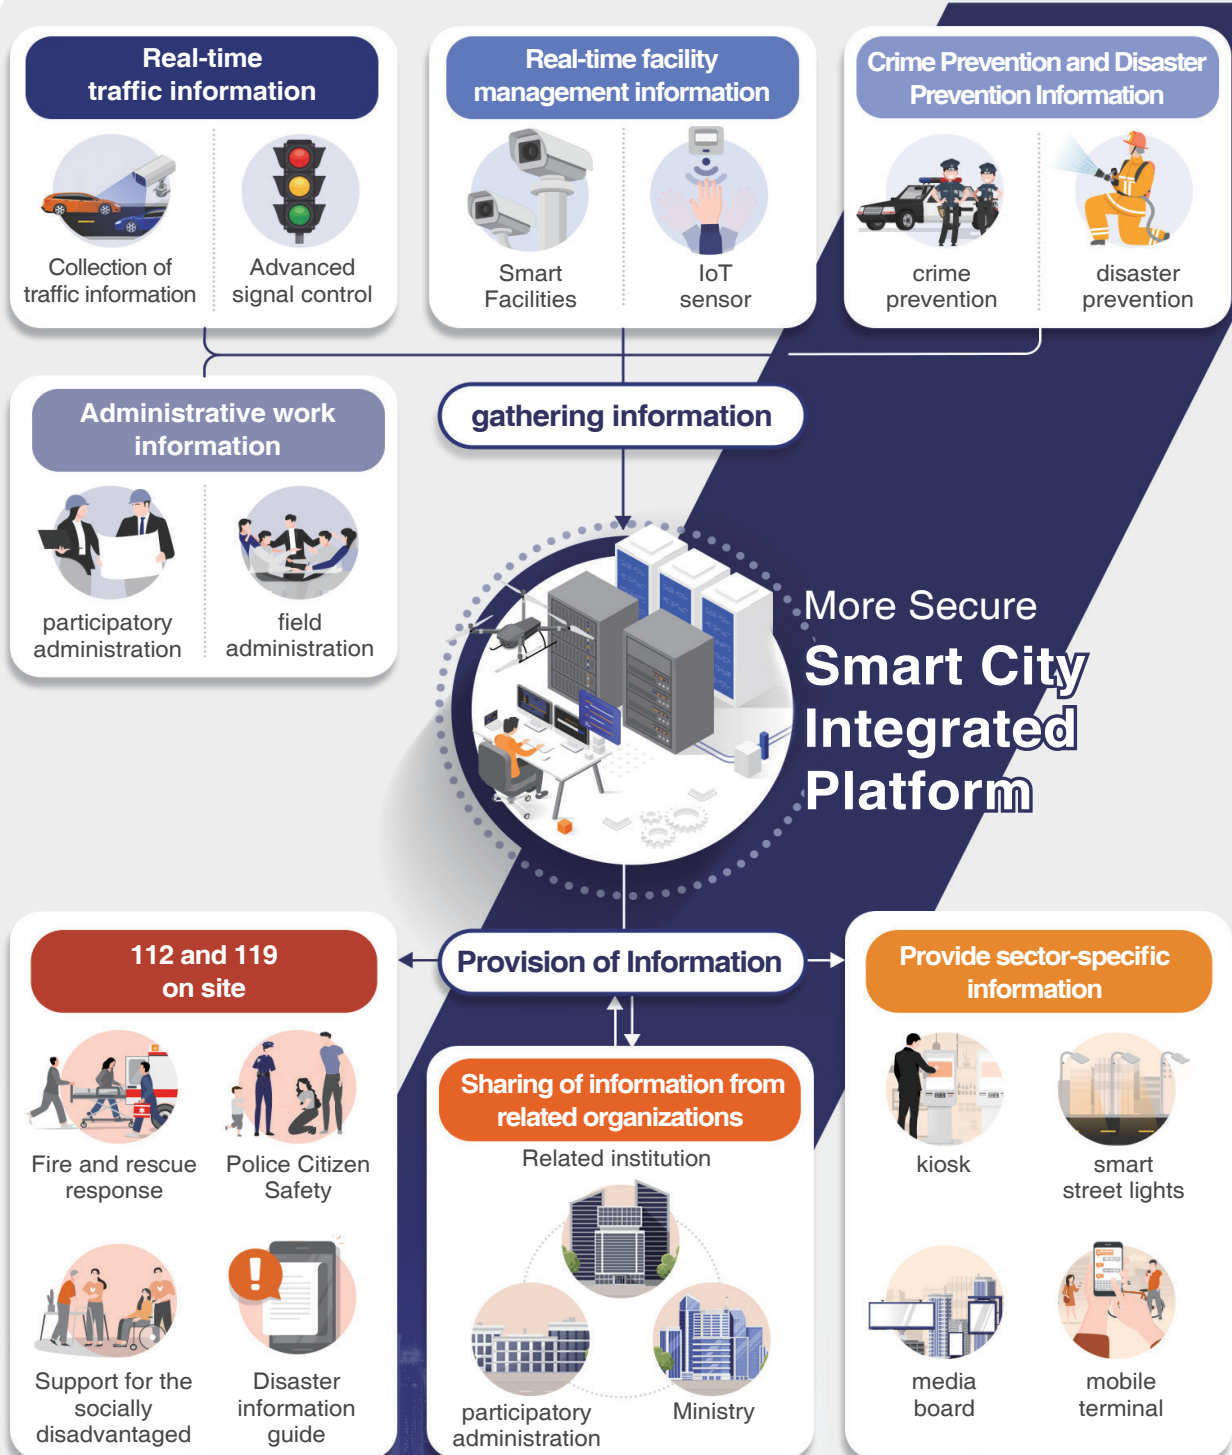 Real-time
traffic information
Collection of
traffic information
Advanced
signal control
Real-time facility
management information
Smart
Facilities
IoT
sensor
Crime Prevention and Disaster
Prevention Information
crime
prevention
disaster
prevention
Administrative work
information
participatory
administration
field
administration
gathering information
More Secure
Smart City
Integrated
Platform
Provision of Information
112 and 119
on site
Fire and rescue
response
Police Citizen
Safety
Support for the
socially
disadvantaged
Disaster
information
guide
Sharing of information from
related organizations
Related institution
participatory
administration
Ministry
Provide sector-specific
information
kiosk
smart
street lights
media
board
mobile
terminal